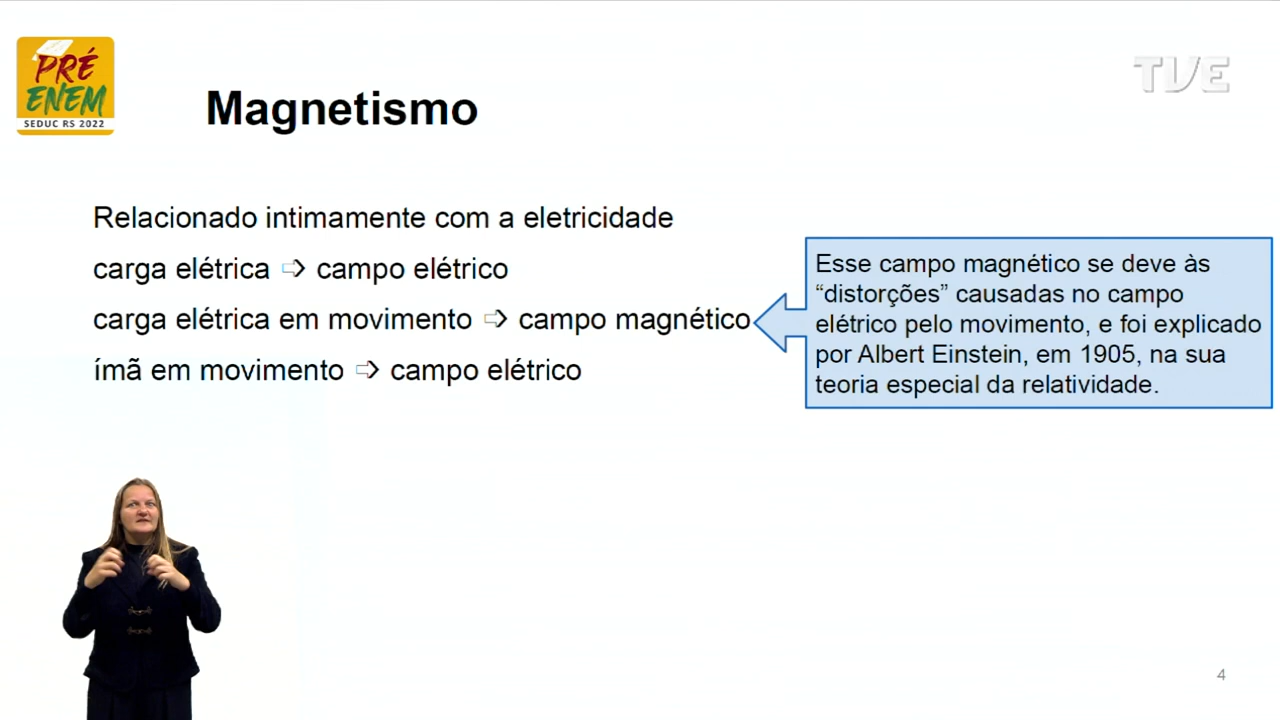 PRÉ
ENEM
SEDUC RS 2022
TVE
Magnetismo
Relacionado intimamente com a eletricidade
carga elétrica ➩ campo elétrico
carga elétrica em movimento ➩ campo magnético
ímã em movimento ➩ campo elétrico
Esse campo magnético se deve às
“distorções” causadas no campo
elétrico pelo movimento, e foi explicado
por Albert Einstein, em 1905, na sua
teoria especial da relatividade.
4